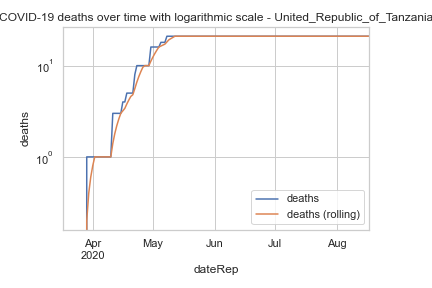 COVID-19 deaths over time with logarithmic scale - United_Republic_of_Tanzania
deaths
10¹
10⁰
deaths
deaths (rolling)
Apr
2020
May
Jun
Jul
Aug
dateRep